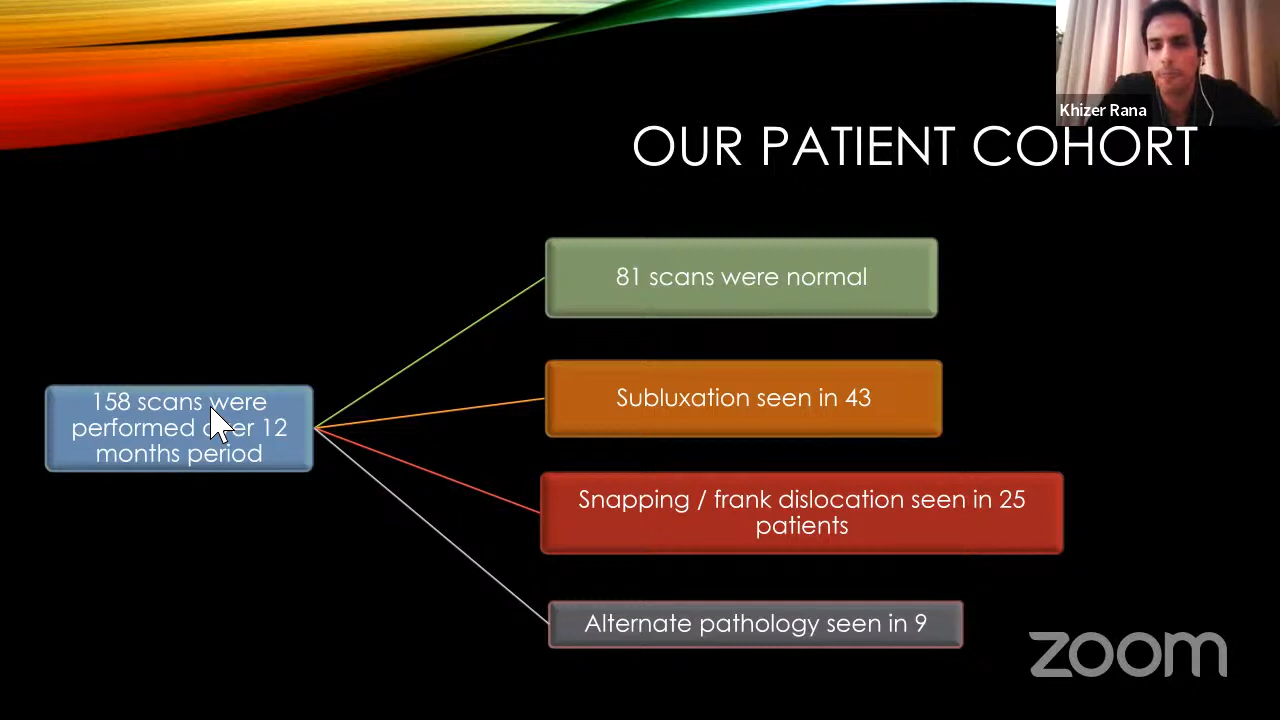 Khizer Rana
OUR PATIENT COHORT
81 scans were normal
Subluxation seen in 43
158 scans were
performed over 12
months period
Snapping / frank dislocation seen in 25
patients
Alternate pathology seen in 9
zoom